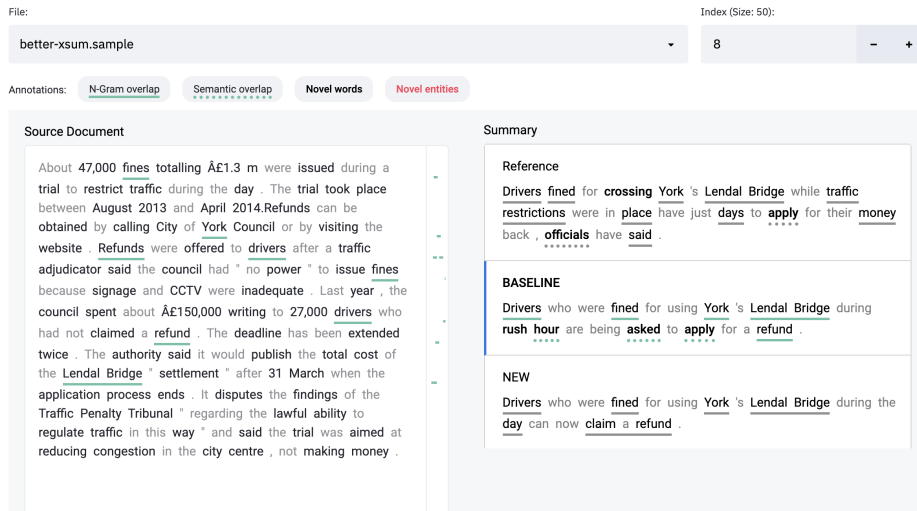 File:
Index (Size: 50):
better-xsum.sample
8 − +
Annotations: N-Gram overlap Semantic overlap Novel words Novel entities
Source Document
About 47,000 fines totalling Â£1.3 m were issued during a
trial to restrict traffic during the day . The trial took place
between August 2013 and April 2014.Refunds can be
obtained by calling City of York Council or by visiting the
website . Refunds were offered to drivers after a traffic
adjudicator said the council had " no power " to issue fines
because signage and CCTV were inadequate . Last year , the
council spent about Â£150,000 writing to 27,000 drivers who
had not claimed a refund . The deadline has been extended
twice . The authority said it would publish the total cost of
the Lendal Bridge " settlement " after 31 March when the
application process ends . It disputes the findings of the
Traffic Penalty Tribunal " regarding the lawful ability to
regulate traffic in this way " and said the trial was aimed at
reducing congestion in the city centre , not making money .
Summary
Reference
Drivers fined for crossing York 's Lendal Bridge while traffic
restrictions were in place have just days to apply for their money
back , officials have said .
BASELINE
Drivers who were fined for using York 's Lendal Bridge during
rush hour are being asked to apply for a refund .
NEW
Drivers who were fined for using York 's Lendal Bridge during the
day can now claim a refund .